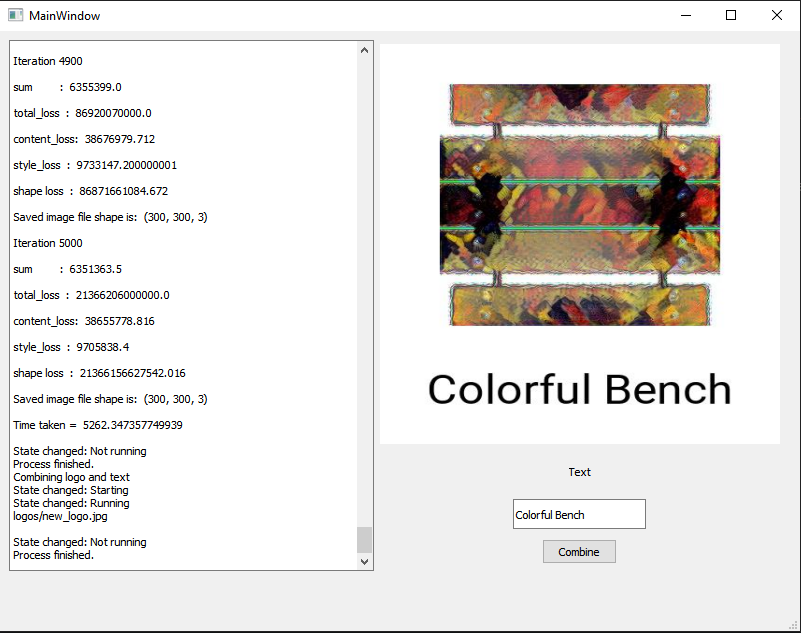 MainWindow
Iteration 4900
sum : 6355399.0
total_loss : 86920070000.0
content_loss: 38676979.712
style_loss : 9733147.200000001
shape loss : 86871661084.672
Saved image file shape is: (300, 300, 3)
Iteration 5000
sum : 6351363.5
total_loss : 21366206000000.0
content_loss: 38655778.816
style_loss : 9705838.4
shape loss : 21366156627542.016
Saved image file shape is: (300, 300, 3)
Time taken = 5262.347357749939
State changed: Not running
Process finished.
Combining logo and text
State changed: Starting
State changed: Running
logos/new_logo.jpg
State changed: Not running
Process finished.
Colorful Bench
Text
Colorful Bench
Combine